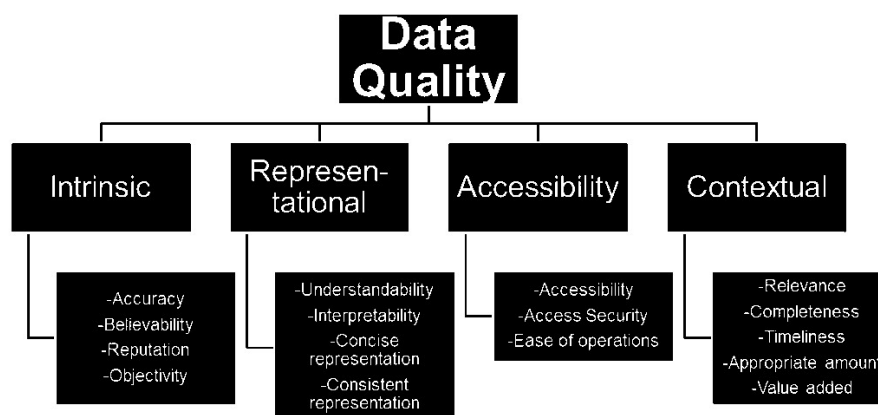 Data
Quality
Intrinsic
Represen-
tational
Accessibility
Contextual
-Accuracy
-Believability
-Reputation
-Objectivity
-Understandability
-Interpretability
-Concise
representation
-Consistent
representation
-Accessibility
-Access Security
-Ease of operations
-Relevance
-Completeness
-Timeliness
-Appropriate amount
-Value added